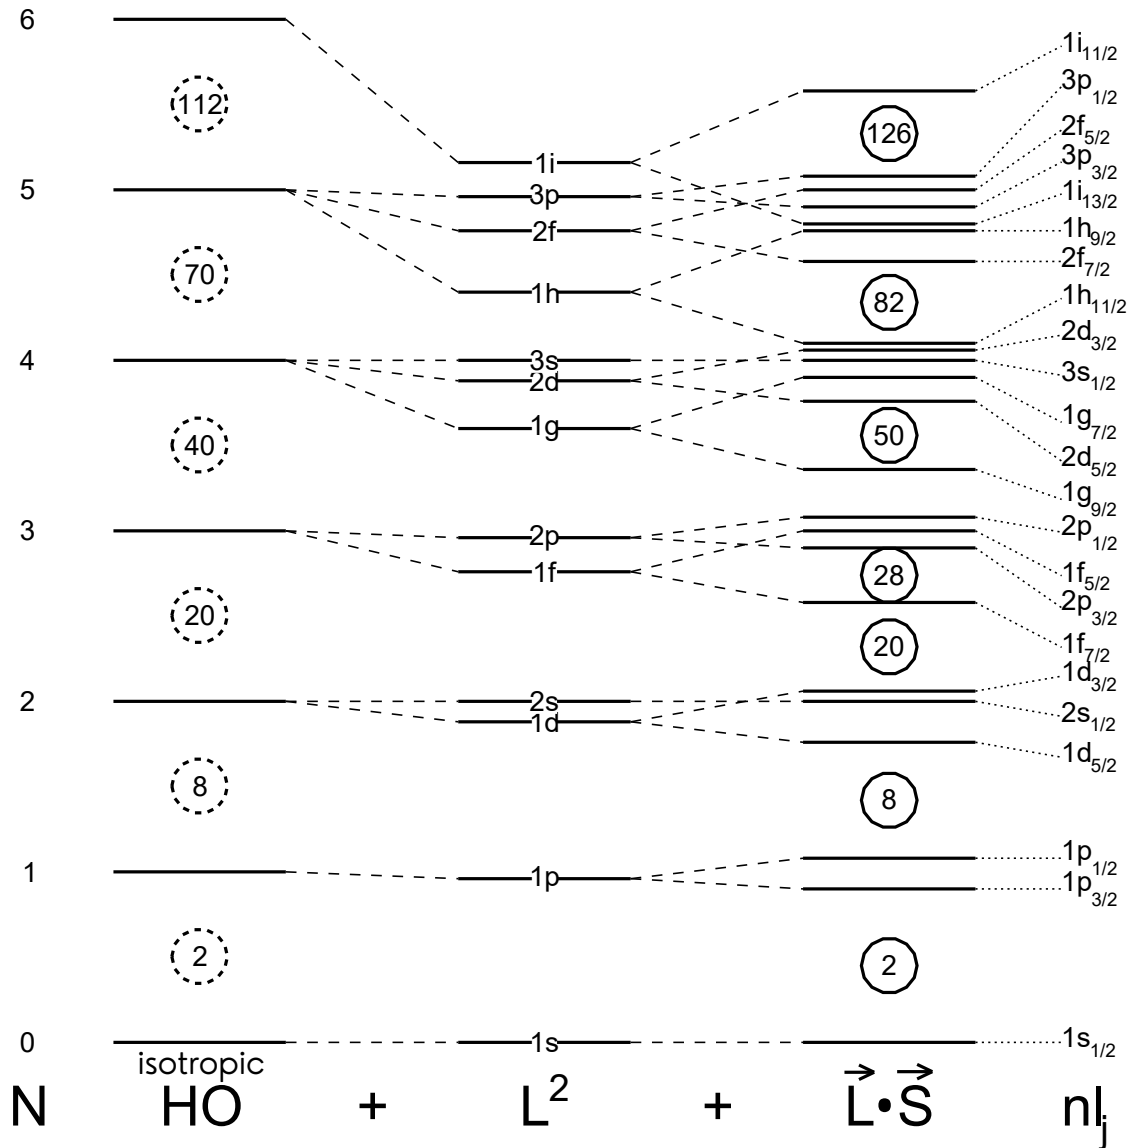 6
1i11/2
3p1/2
112
126
2f5/2
1i
3p3/2
5
3p
1i13/2
2f
1h9/2
2f7/2
70
1h
82
1h11/2
2d3/2
4
3s
2d
3s1/2
1g
1g7/2
40
50
2d5/2
1g9/2
3
2p
2p1/2
1f
28
1f5/2
2p3/2
20
20
1f7/2
1d3/2
2
2s
2s1/2
1d
1d5/2
8
8
1
1p
1p1/2
1p3/2
2
2
0
1s
1s1/2
isotropic
N HO + L2 + L•S nlj